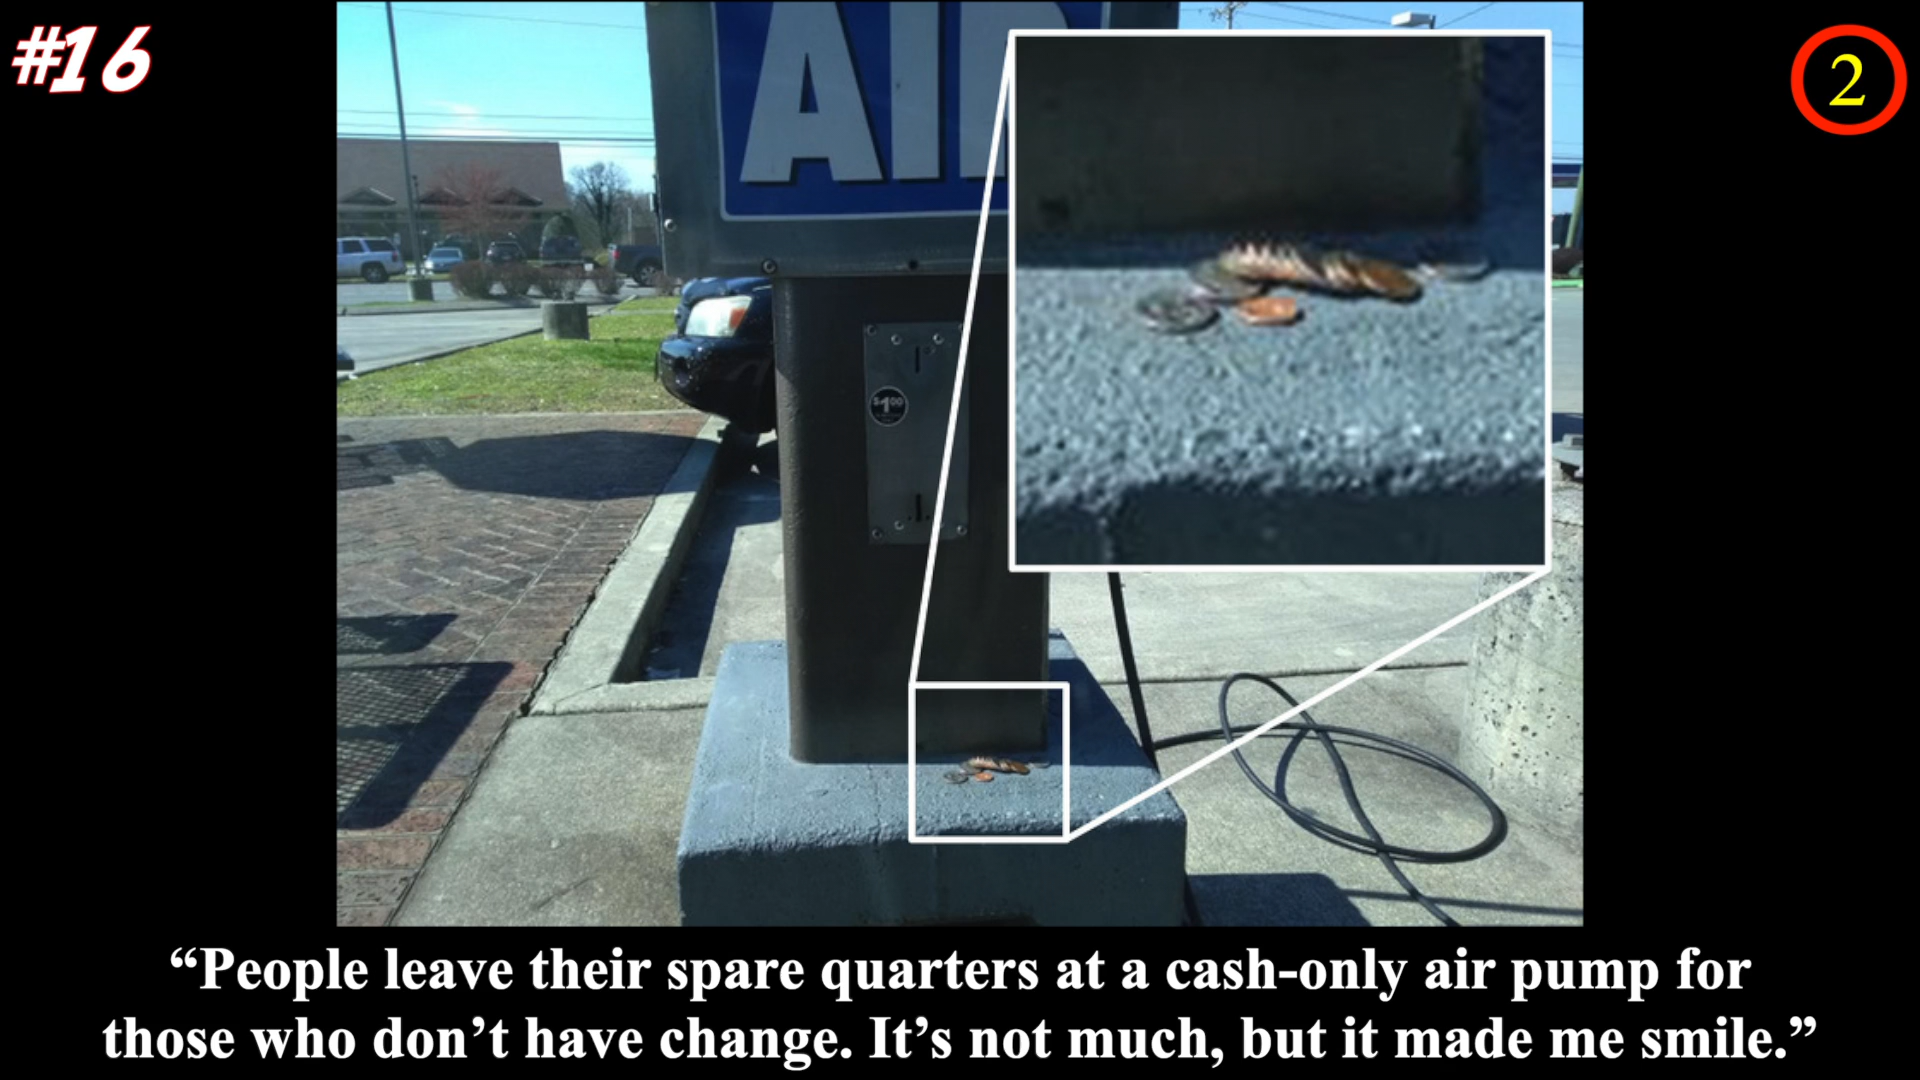 #16
2
AIR
$1.00
“People leave their spare quarters at a cash-only air pump for
those who don’t have change. It’s not much, but it made me smile.”